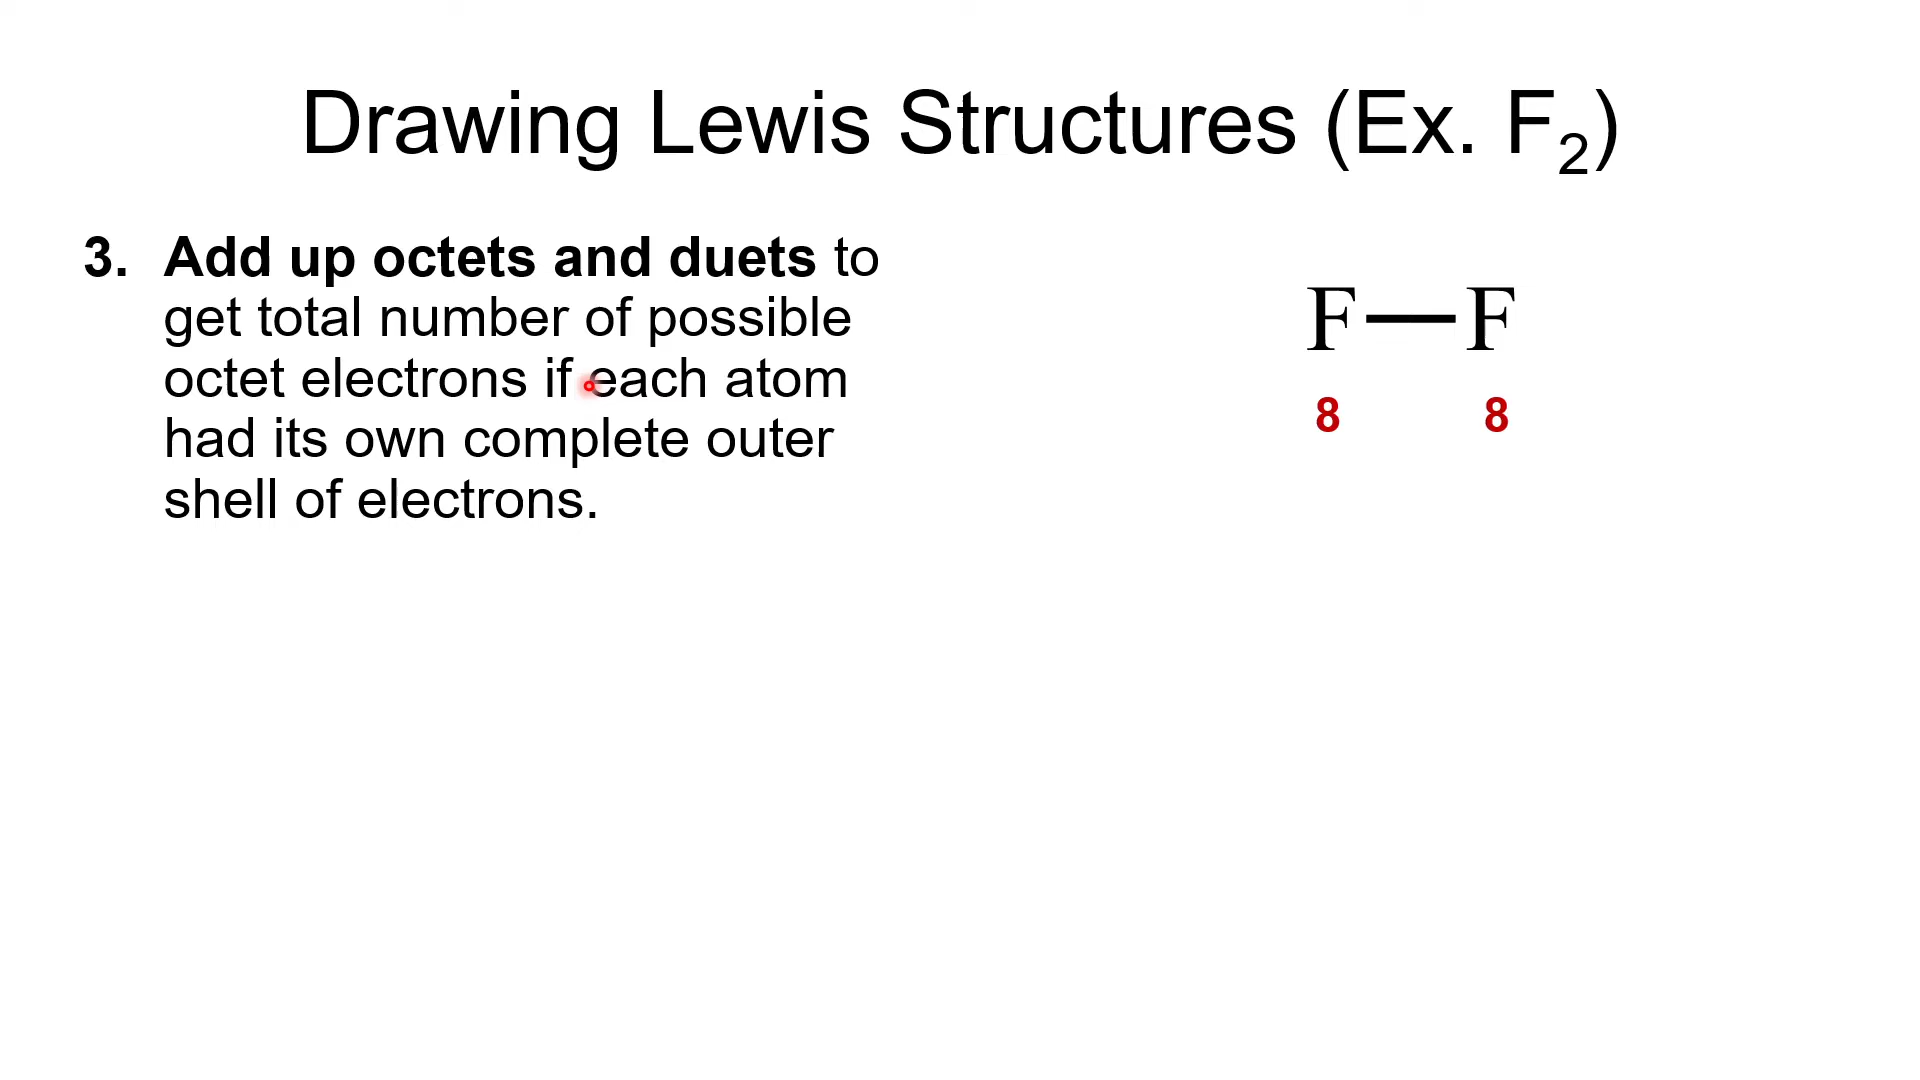 Drawing Lewis Structures (Ex. F₂)
3. Add up octets and duets to
get total number of possible
octet electrons if each atom
had its own complete outer
shell of electrons.
F—F
8 8